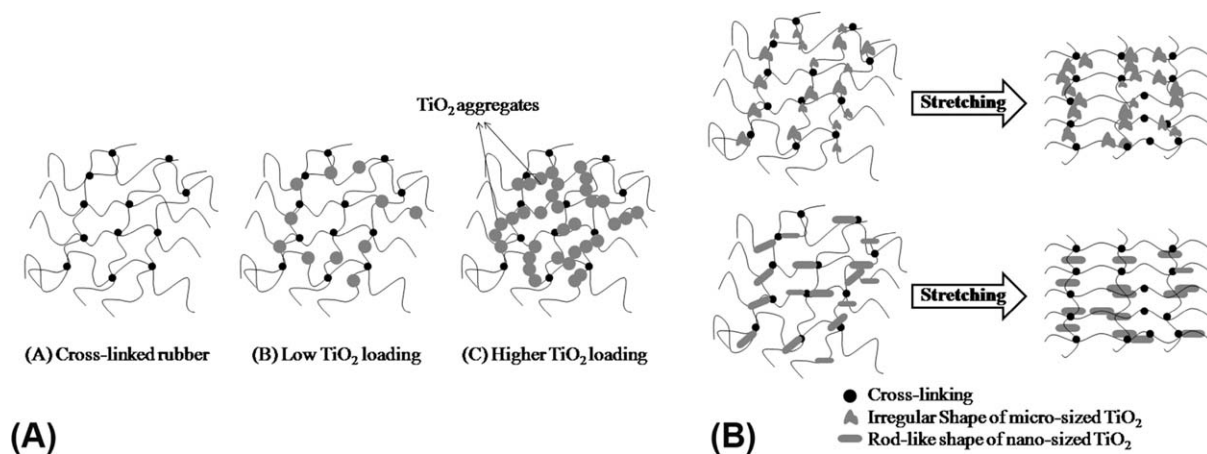 TiO₂ aggregates
(A) Cross-linked rubber
(B) Low TiO₂ loading
(C) Higher TiO₂ loading
(A)
Stretching
Stretching
Cross-linking
Irregular Shape of micro-sized TiO₂
Rod-like shape of nano-sized TiO₂
(B)